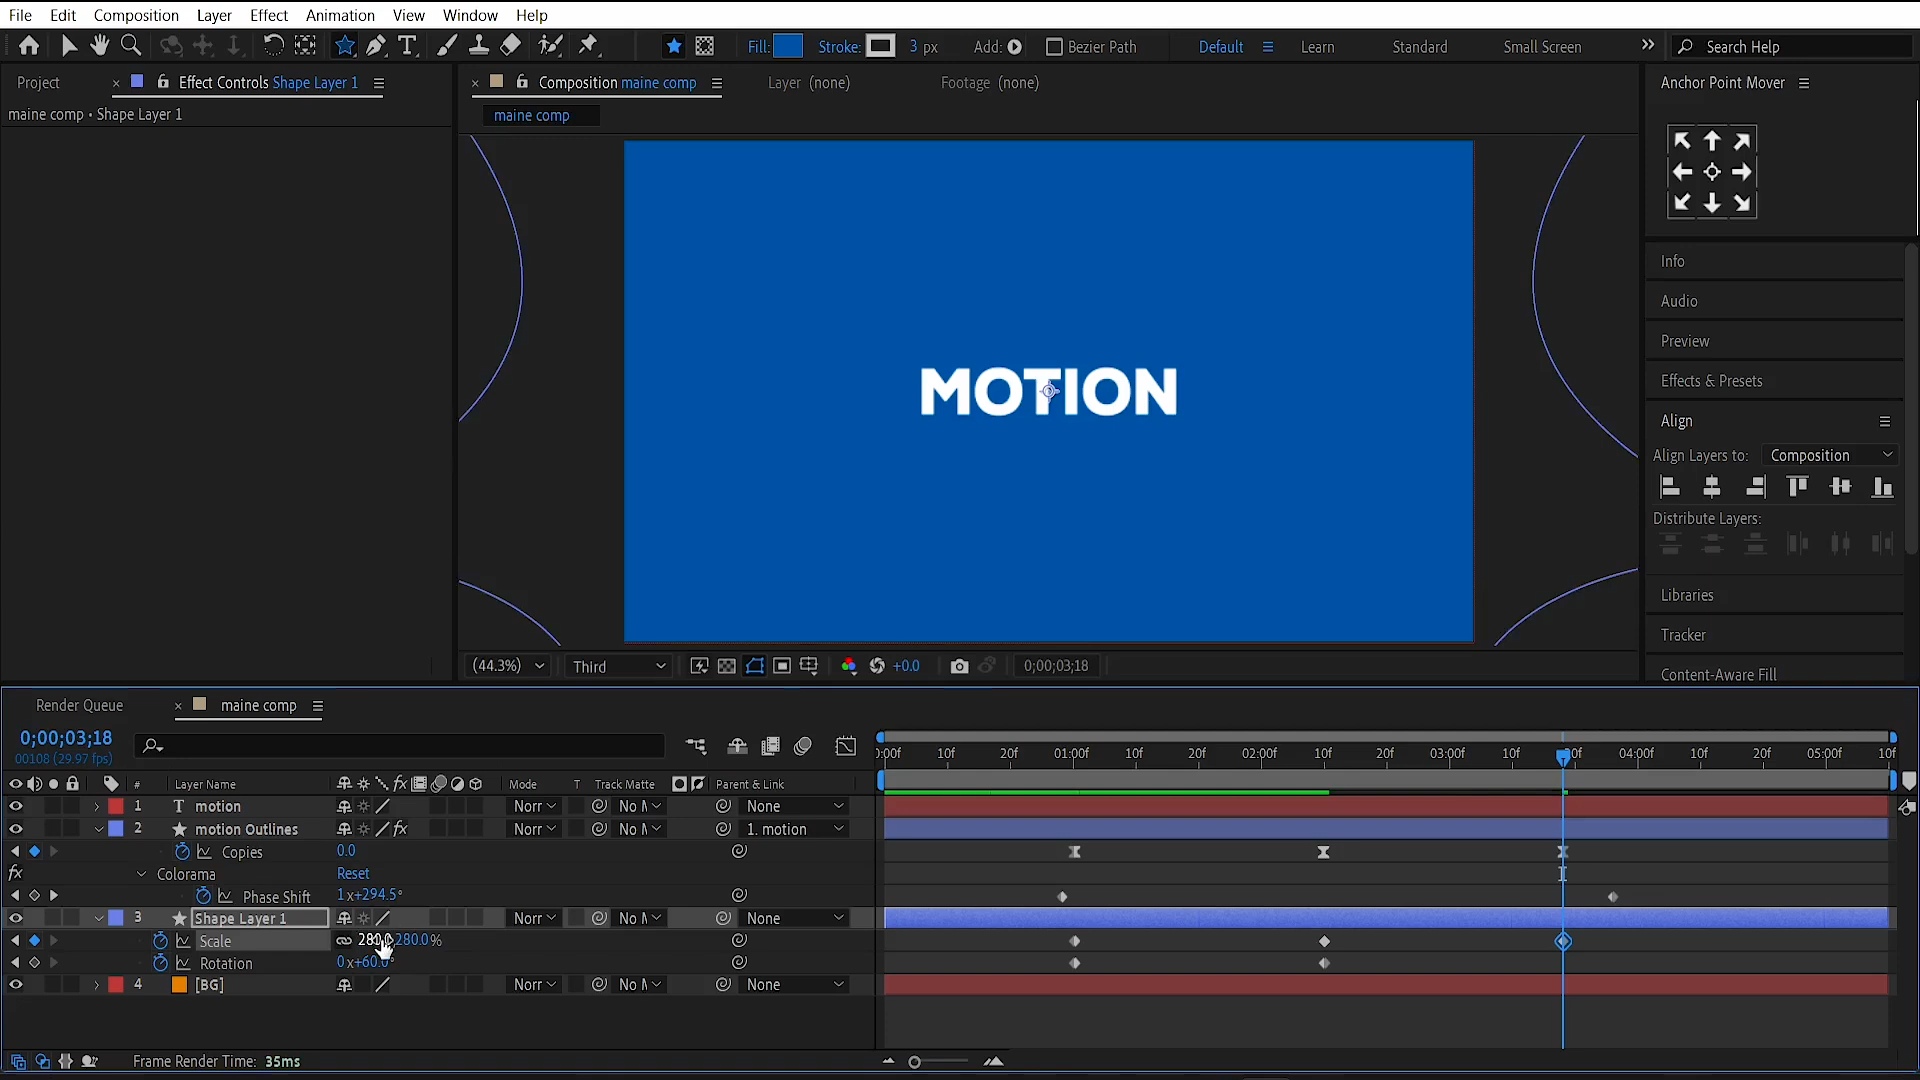 File Edit Composition Layer Effect Animation View Window Help
Fill: Stroke: 3 px Add: Bezier Path Default Learn Standard Small Screen Search Help
Project Effect Controls Shape Layer 1 Composition maine comp Layer (none) Footage (none) Anchor Point Mover
maine comp • Shape Layer 1 maine comp
Info
Audio
Preview
MOTION
Effects & Presets
Align
Align Layers to: Composition
Distribute Layers:
Libraries
Tracker
(44.3%) Third +0.0 0;00;03;18
Content-Aware Fill
Render Queue maine comp
0;00;03;18
00108 (29.97 fps)
:00f 10f 20f 01:00f 10f 20f 02:00f 10f 20f 03:00f 10f 04:00f 10f 20f 05:00f 10f
# Layer Name fx Mode T Track Matte Parent & Link
1 T motion Norr No M None
2 motion Outlines fx Norr No M 1. motion
Copies 0.0
fx Colorama Reset
Phase Shift 1x+294.5°
3 Shape Layer 1 Norr No M None
Scale 280.0, 280.0%
Rotation 0x+60.0°
4 [BG] Norr No M None
Frame Render Time: 35ms